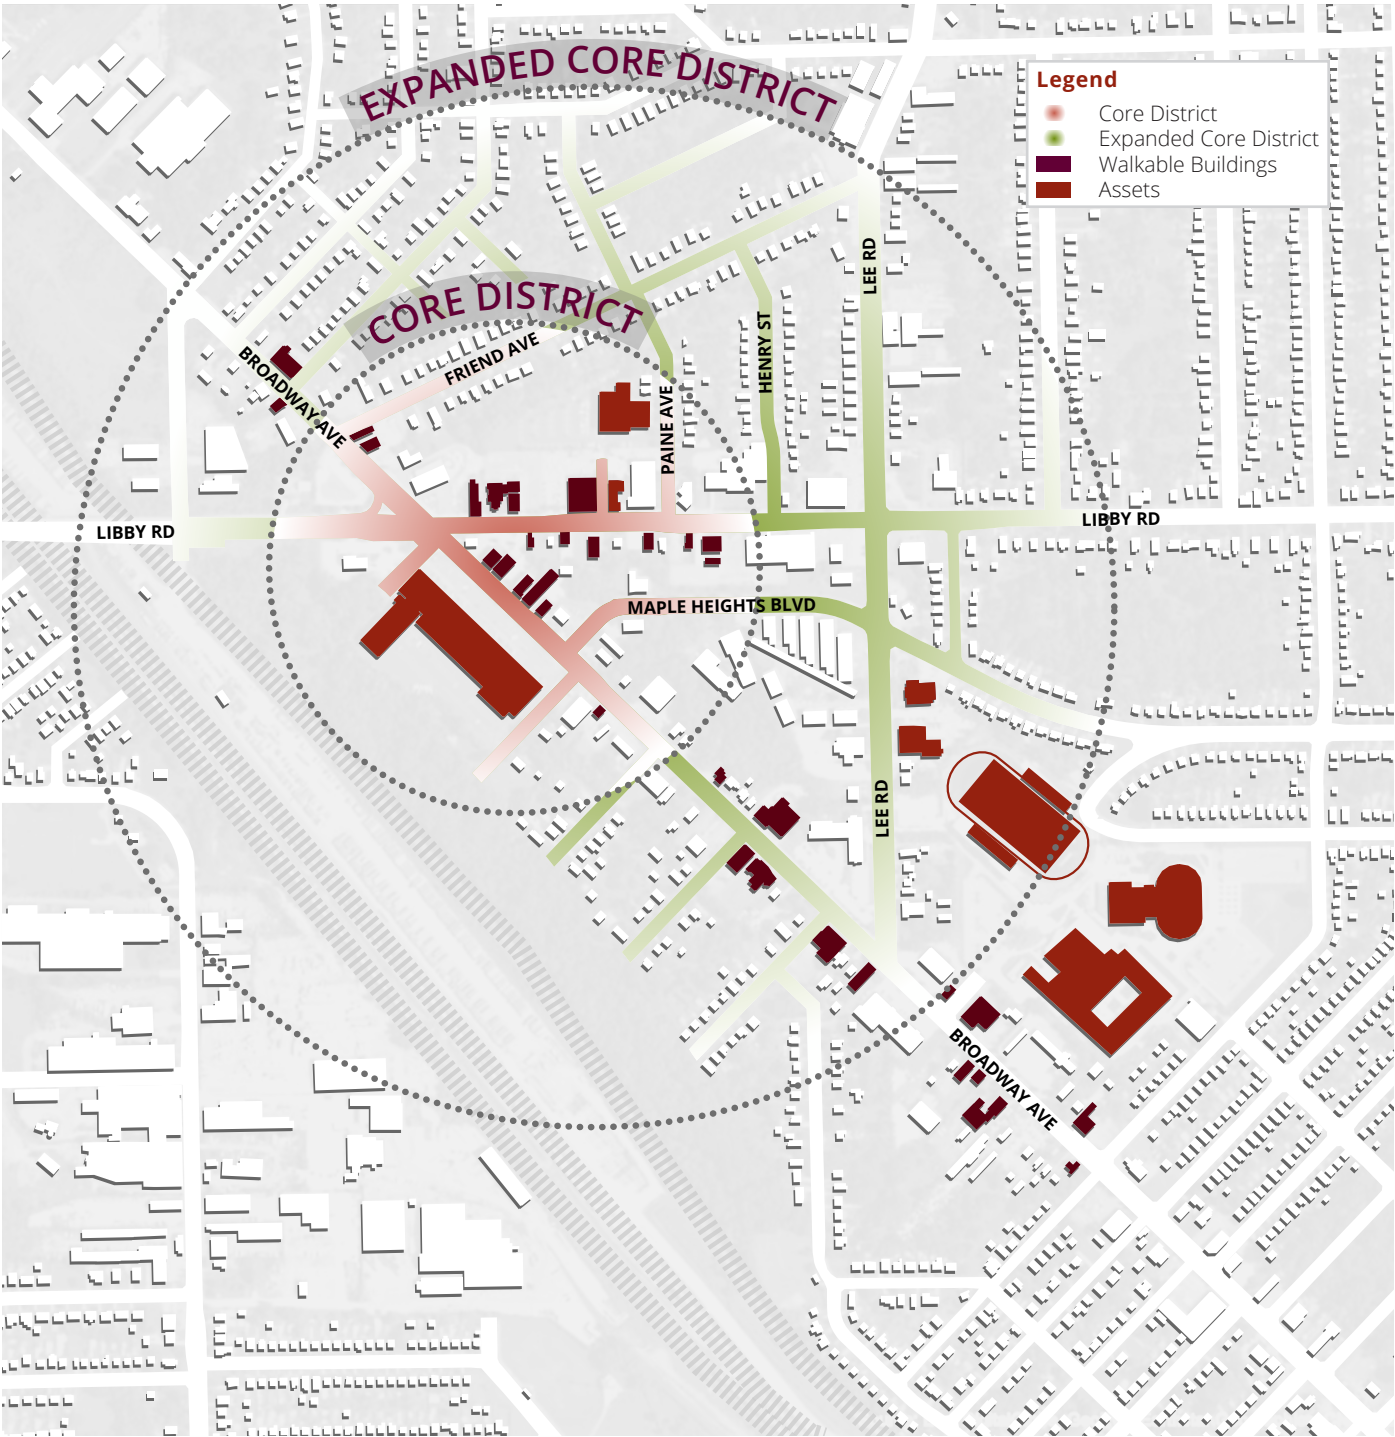 EXPANDED CORE DISTRICT
Legend
Core District
Expanded Core District
Walkable Buildings
Assets
LEE RD
CORE DISTRICT
HENRY ST
FRIEND AVE
BROADWAY AVE
PAINE AVE
LIBBY RD
LIBBY RD
MAPLE HEIGHTS BLVD
LEE RD
BROADWAY AVE